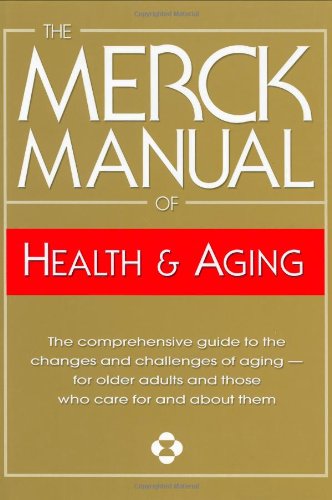 THE
MERCK
MANUAL
OF
HEALTH & AGING
The comprehensive guide to the
changes and challenges of aging —
for older adults and those
who care for and about them